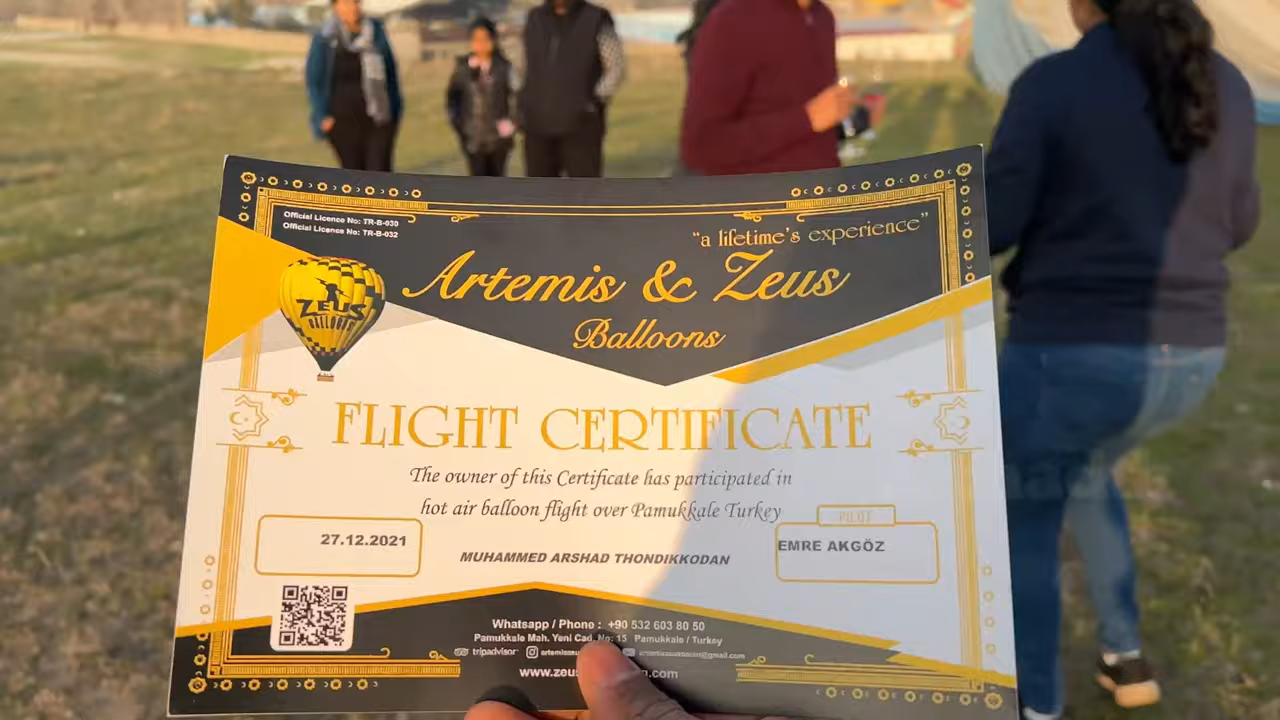 Official Licence No: TR-B-030
Official Licence No: TR-B-032
"a lifetime's experience"
Artemis & Zeus
Balloons
ZEUS
BALLOONS
FLIGHT CERTIFICATE
The owner of this Certificate has participated in
hot air balloon flight over Pamukkale Turkey
PILOT
27.12.2021
MUHAMMED ARSHAD THONDIKKODAN
EMRE AKGÖZ
Whatsapp / Phone : +90 532 603 80 50
Pamukkale Mah. Yeni Cad. No: 15 Pamukkale / Turkey
tripadvisor